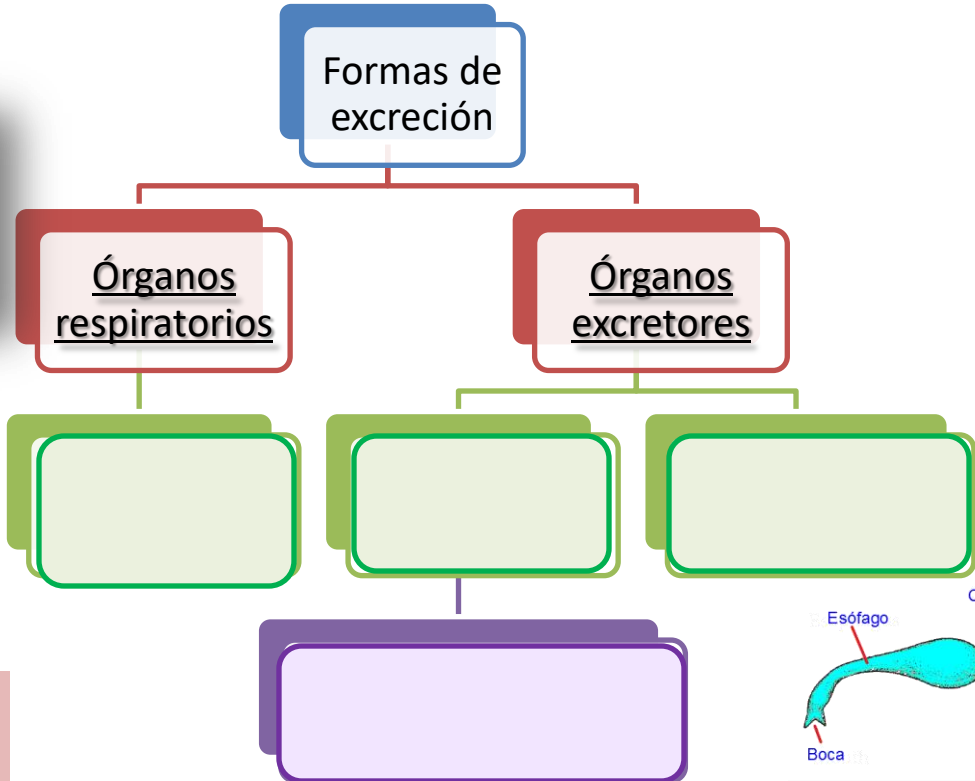 Formas de
excreción
Órganos
respiratorios
Órganos
excretores
Esófago
Boca